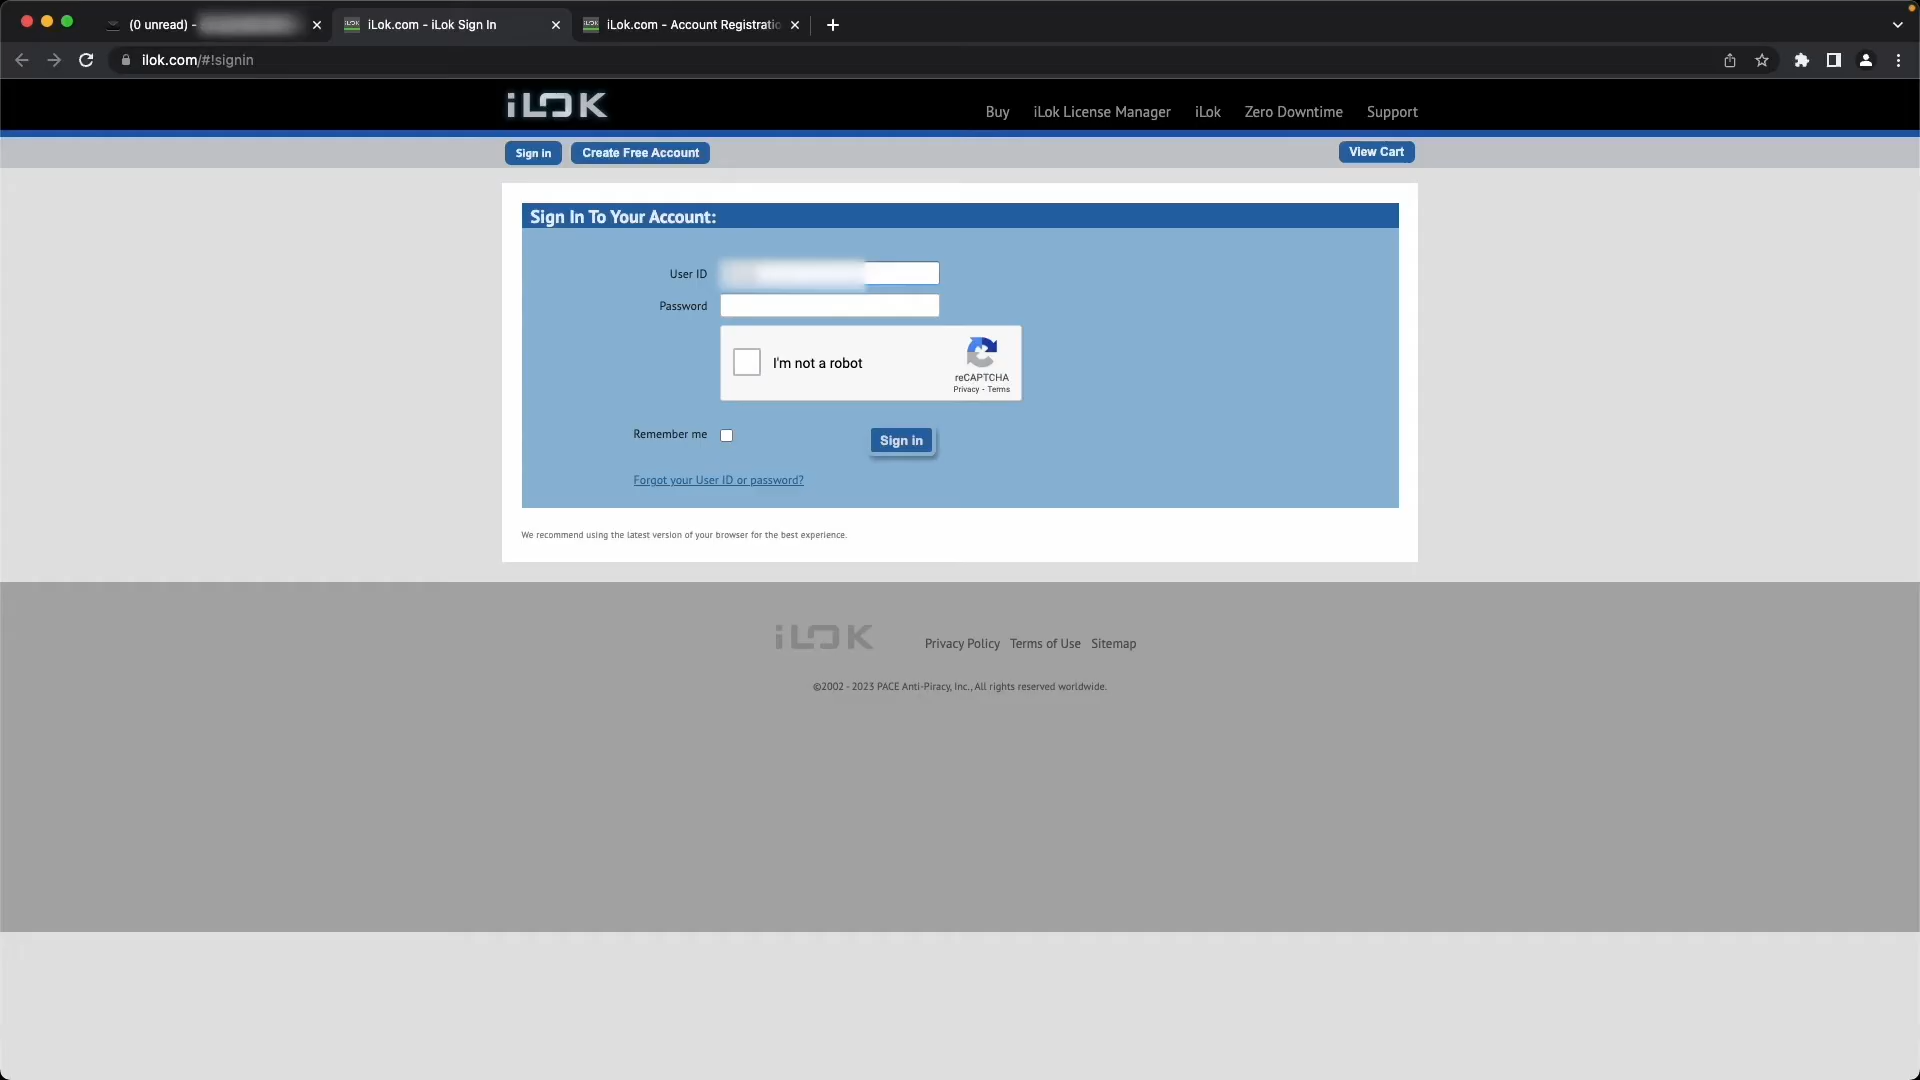 (0 unread) -
iLok.com - iLok Sign In
iLok.com - Account Registratio
ilok.com/#!signin
iLOK
Buy
iLok License Manager
iLok
Zero Downtime
Support
Sign in
Create Free Account
View Cart
Sign In To Your Account:
User ID
Password
I'm not a robot
reCAPTCHA
Privacy - Terms
Remember me
Sign in
Forgot your User ID or password?
We recommend using the latest version of your browser for the best experience.
iLOK
Privacy Policy
Terms of Use
Sitemap
©2002 - 2023 PACE Anti-Piracy, Inc., All rights reserved worldwide.